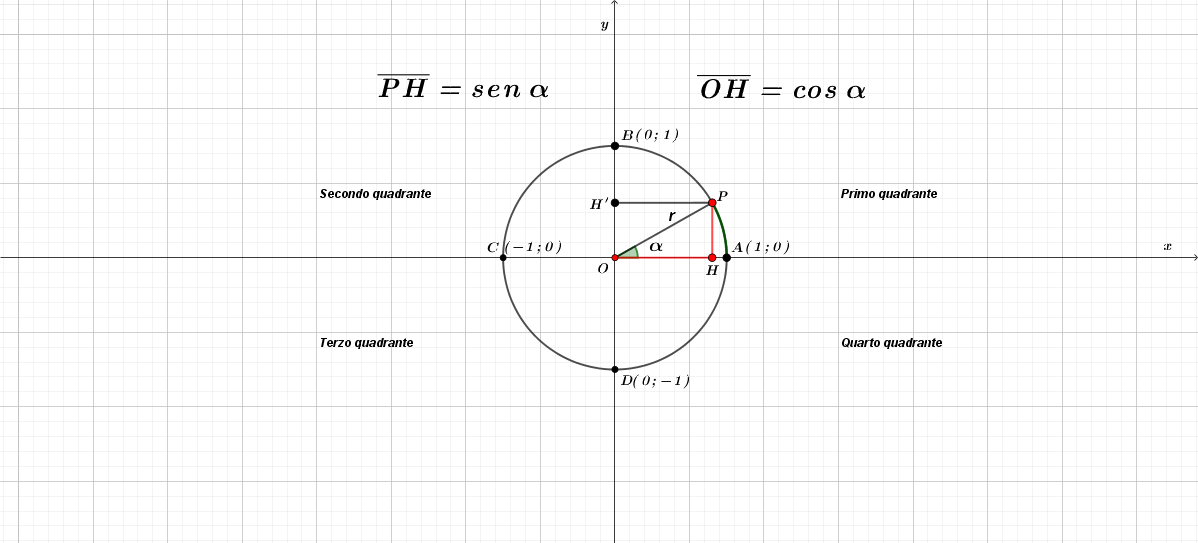 y
PH = sen α
OH = cos α
B(0;1)
Secondo quadrante
Primo quadrante
H'
P
r
C(−1;0)
α
A(1;0)
x
O
H
Terzo quadrante
Quarto quadrante
D(0;−1)